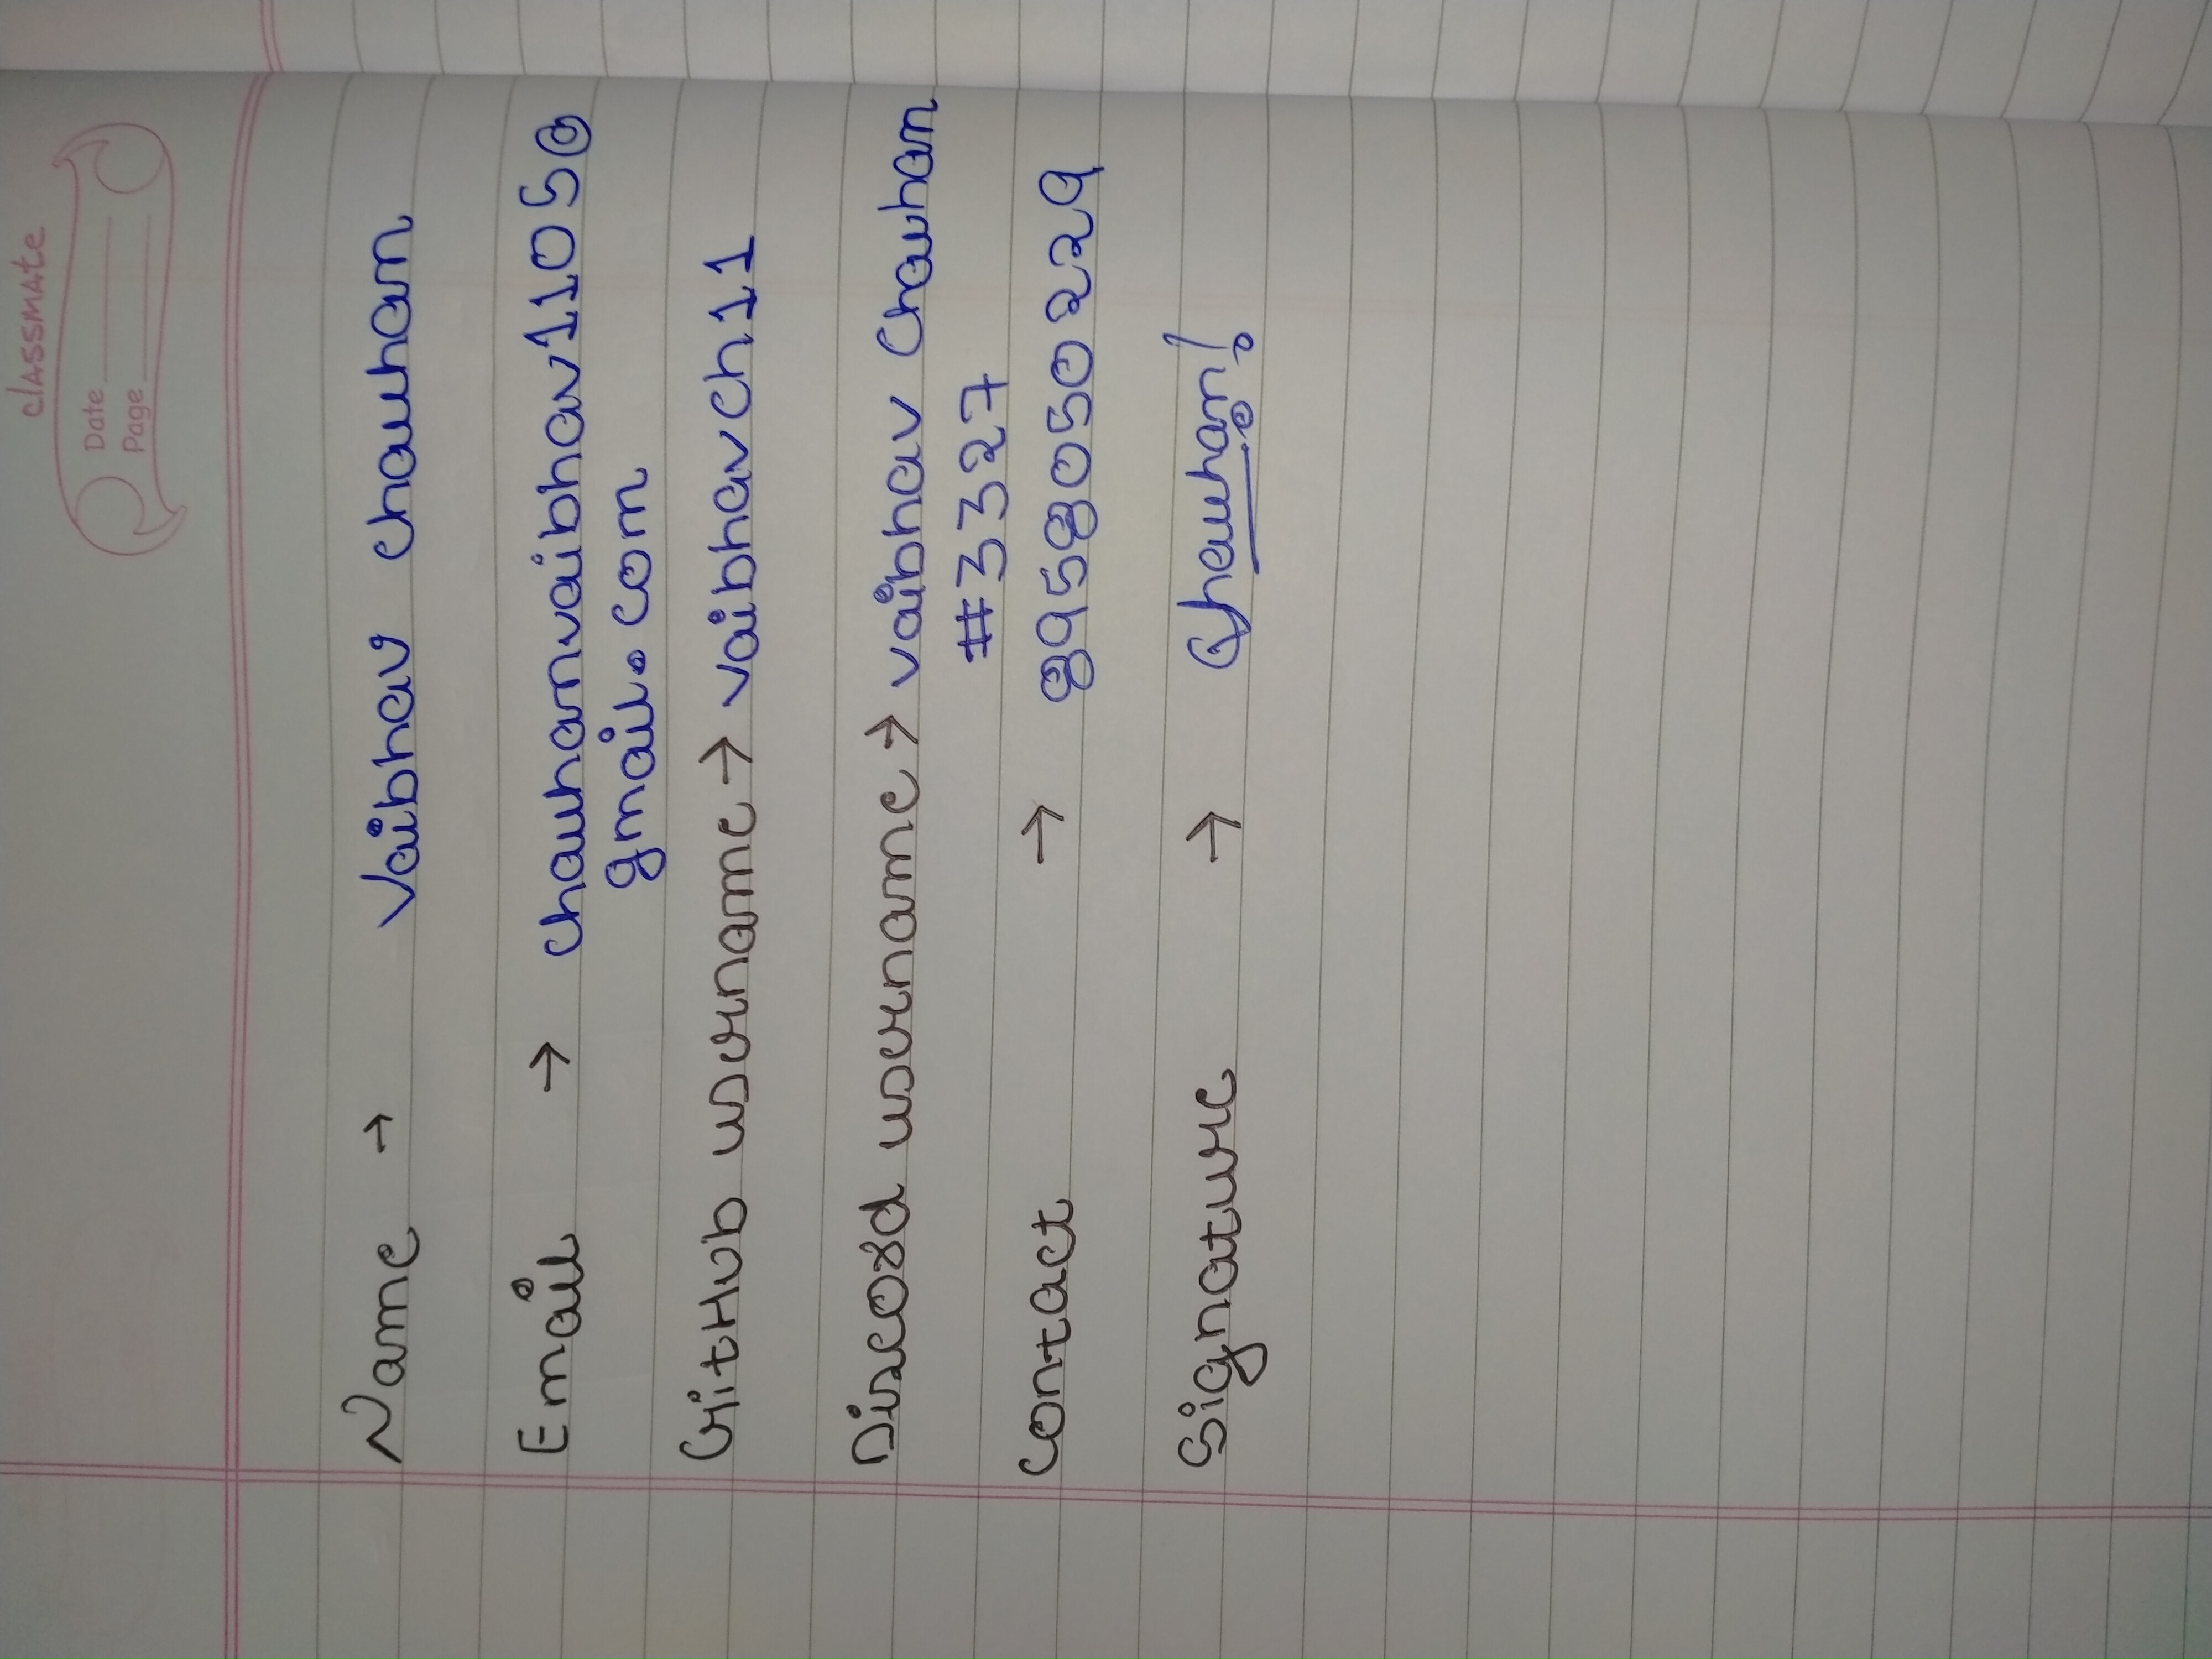 classmate
Date
Page
Name → Vaibhav Chauhan
Email → chauhanvaibhav1105@
gmail.com
GitHub username → vaibhavch11
Discord username → vaibhav Chauhan
#3327
contact → 8958050229
Signature → Chauhan!